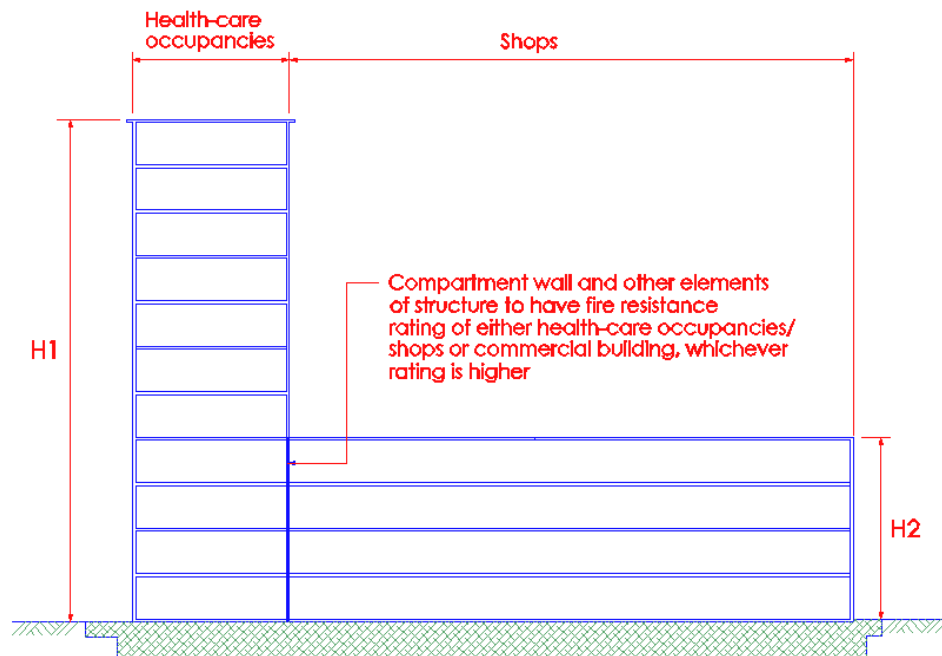 Health-care
occupancies
Shops
H1
Compartment wall and other elements
of structure to have fire resistance
rating of either health-care occupancies/
shops or commercial building, whichever
rating is higher
H2